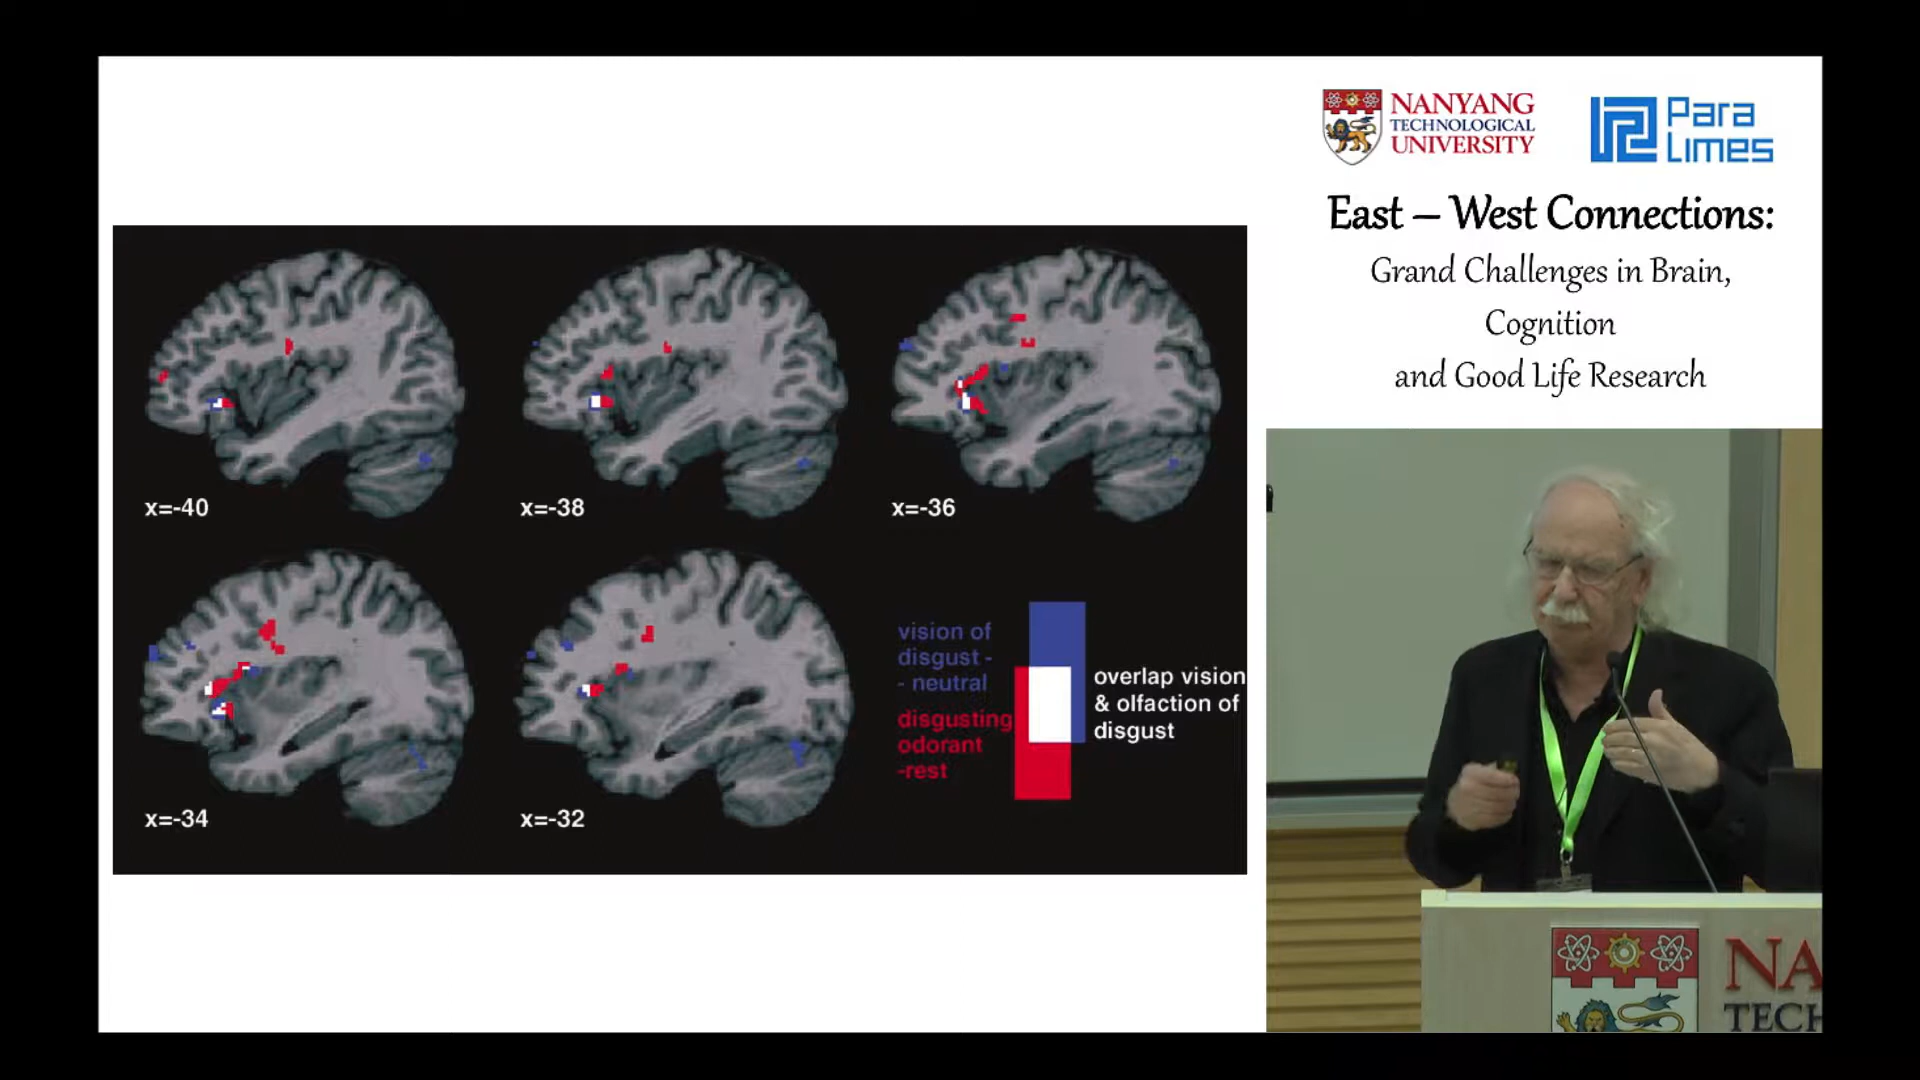 x=-40
x=-38
x=-36
x=-34
x=-32
vision of
disgust -
- neutral
disgusting
odorant
-rest
overlap vision
& olfaction of
disgust
NANYANG
TECHNOLOGICAL
UNIVERSITY
Para
Limes
East – West Connections:
Grand Challenges in Brain,
Cognition
and Good Life Research
NA
TECH